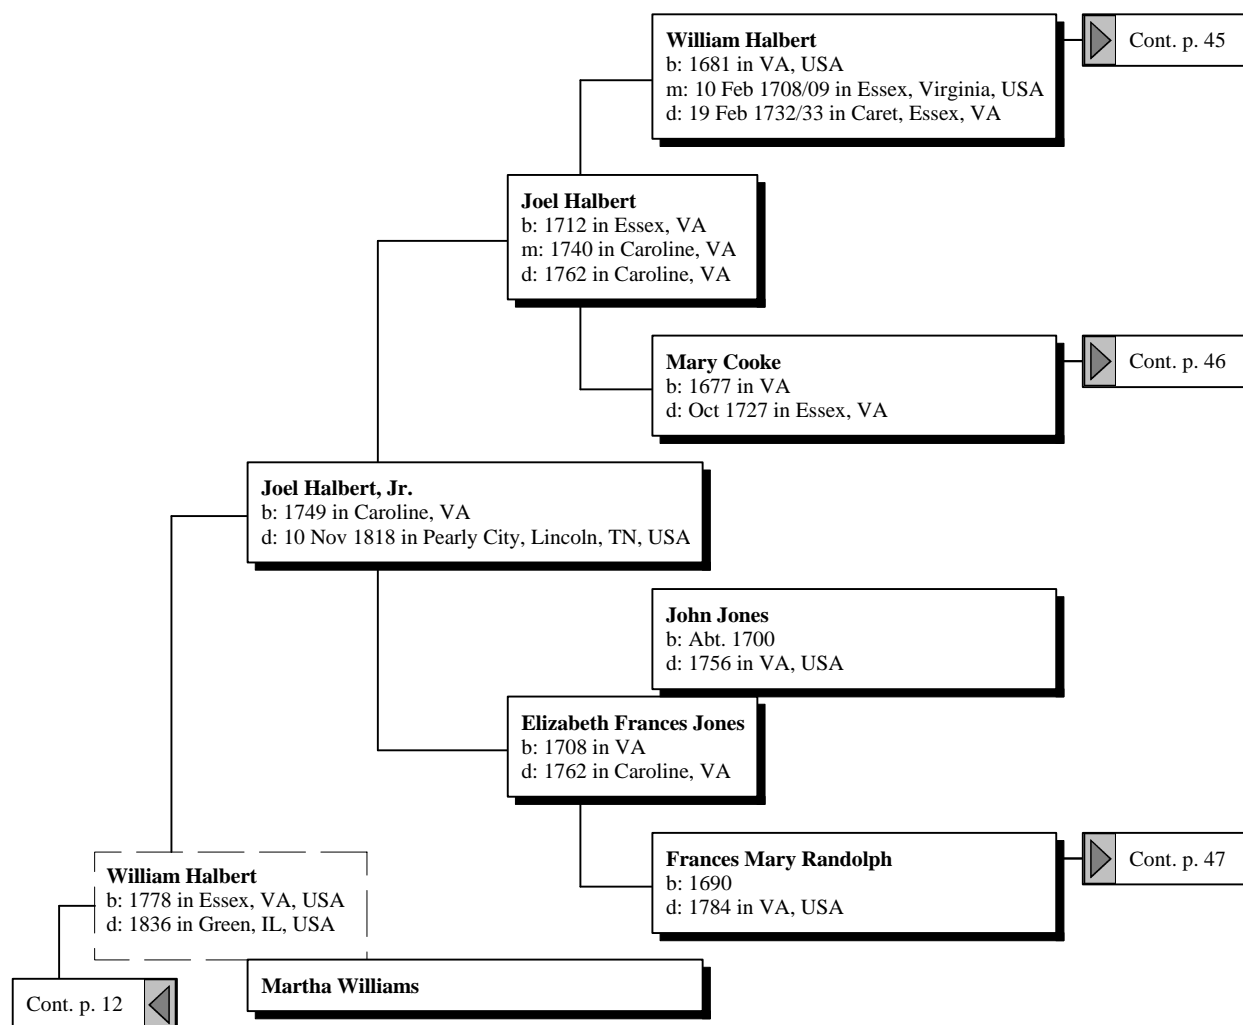 William Halbert
b: 1681 in VA, USA
m: 10 Feb 1708/09 in Essex, Virginia, USA
d: 19 Feb 1732/33 in Caret, Essex, VA
Cont. p. 45
Joel Halbert
b: 1712 in Essex, VA
m: 1740 in Caroline, VA
d: 1762 in Caroline, VA
Mary Cooke
b: 1677 in VA
d: Oct 1727 in Essex, VA
Cont. p. 46
Joel Halbert, Jr.
b: 1749 in Caroline, VA
d: 10 Nov 1818 in Pearly City, Lincoln, TN, USA
John Jones
b: Abt. 1700
d: 1756 in VA, USA
Elizabeth Frances Jones
b: 1708 in VA
d: 1762 in Caroline, VA
Frances Mary Randolph
b: 1690
d: 1784 in VA, USA
Cont. p. 47
William Halbert
b: 1778 in Essex, VA, USA
d: 1836 in Green, IL, USA
Martha Williams
Cont. p. 12